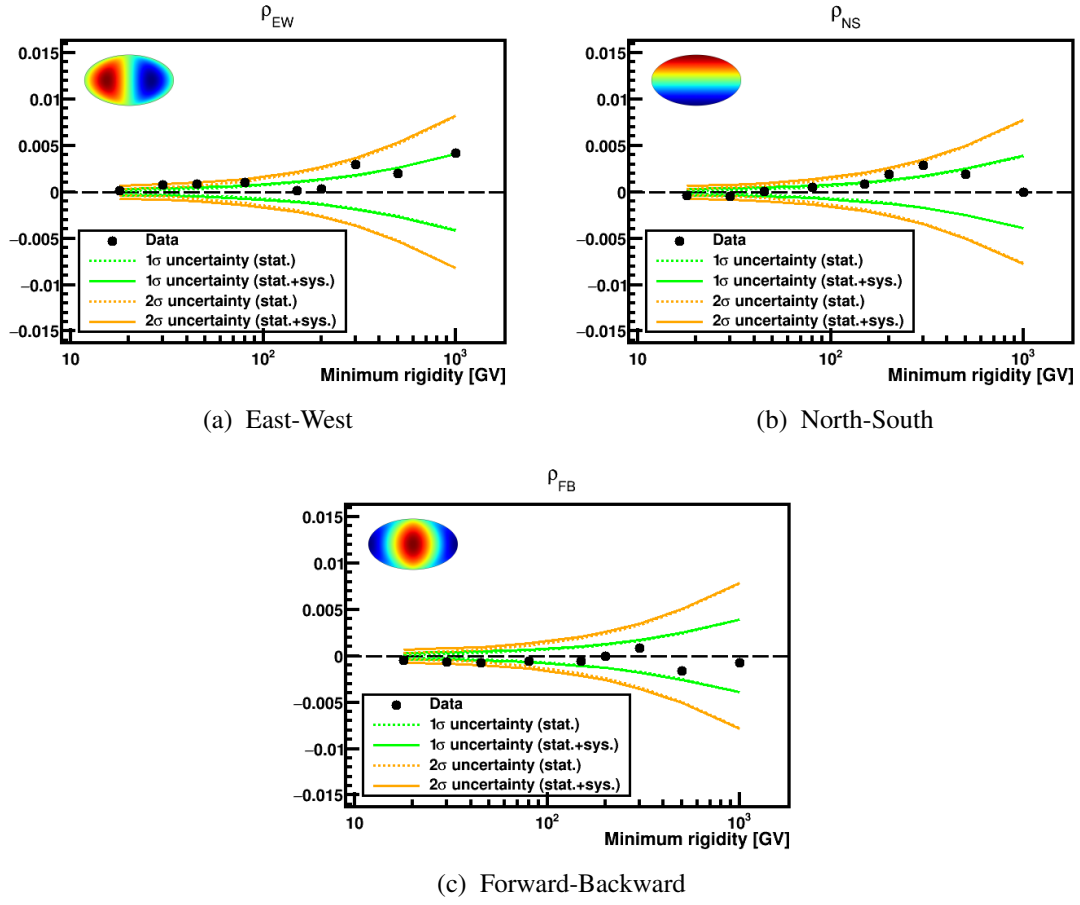 ρEW
0.015
0.01
0.005
0
−0.005
−0.01
−0.015
Data
1σ uncertainty (stat.)
1σ uncertainty (stat.+sys.)
2σ uncertainty (stat.)
2σ uncertainty (stat.+sys.)
10 10² 10³
Minimum rigidity [GV]
(a) East-West
ρNS
0.015
0.01
0.005
0
−0.005
−0.01
−0.015
Data
1σ uncertainty (stat.)
1σ uncertainty (stat.+sys.)
2σ uncertainty (stat.)
2σ uncertainty (stat.+sys.)
10 10² 10³
Minimum rigidity [GV]
(b) North-South
ρFB
0.015
0.01
0.005
0
−0.005
−0.01
−0.015
Data
1σ uncertainty (stat.)
1σ uncertainty (stat.+sys.)
2σ uncertainty (stat.)
2σ uncertainty (stat.+sys.)
10 10² 10³
Minimum rigidity [GV]
(c) Forward-Backward